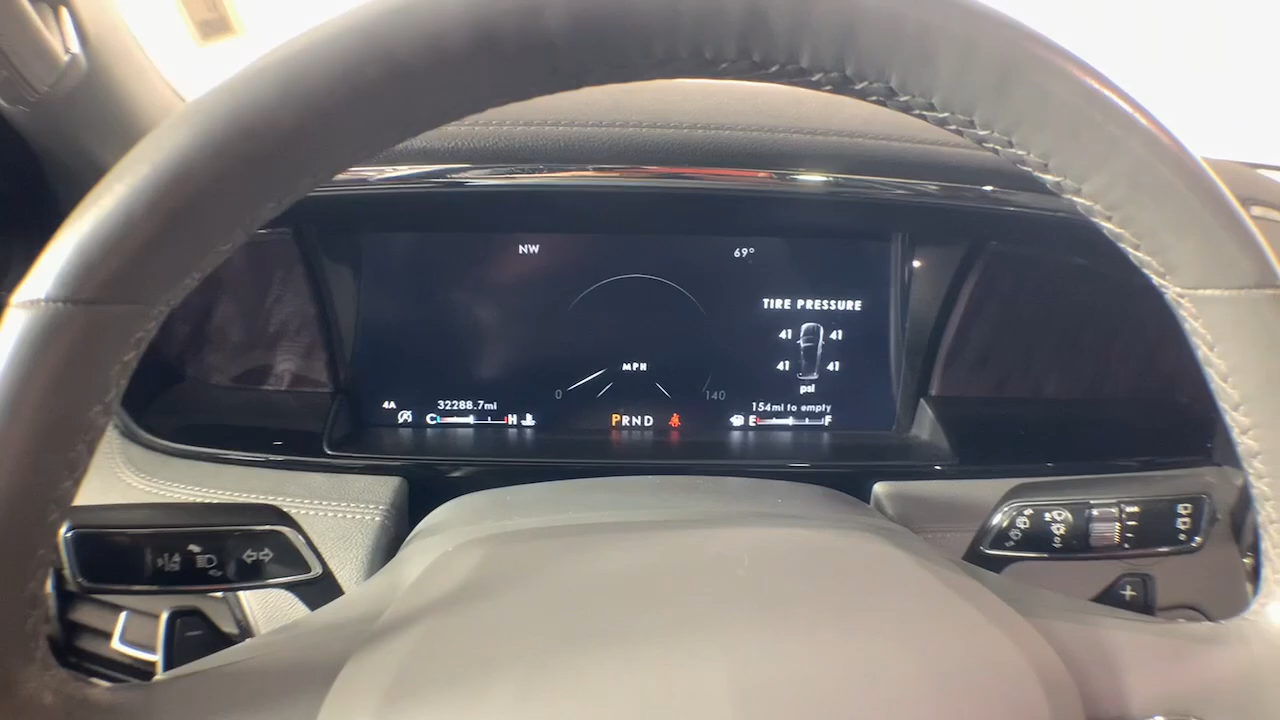 NW
69°
TIRE PRESSURE
41 41
41 41
psi
MPH
0
140
4A
32288.7mi
154mi to empty
C H
PRND
E F
− +